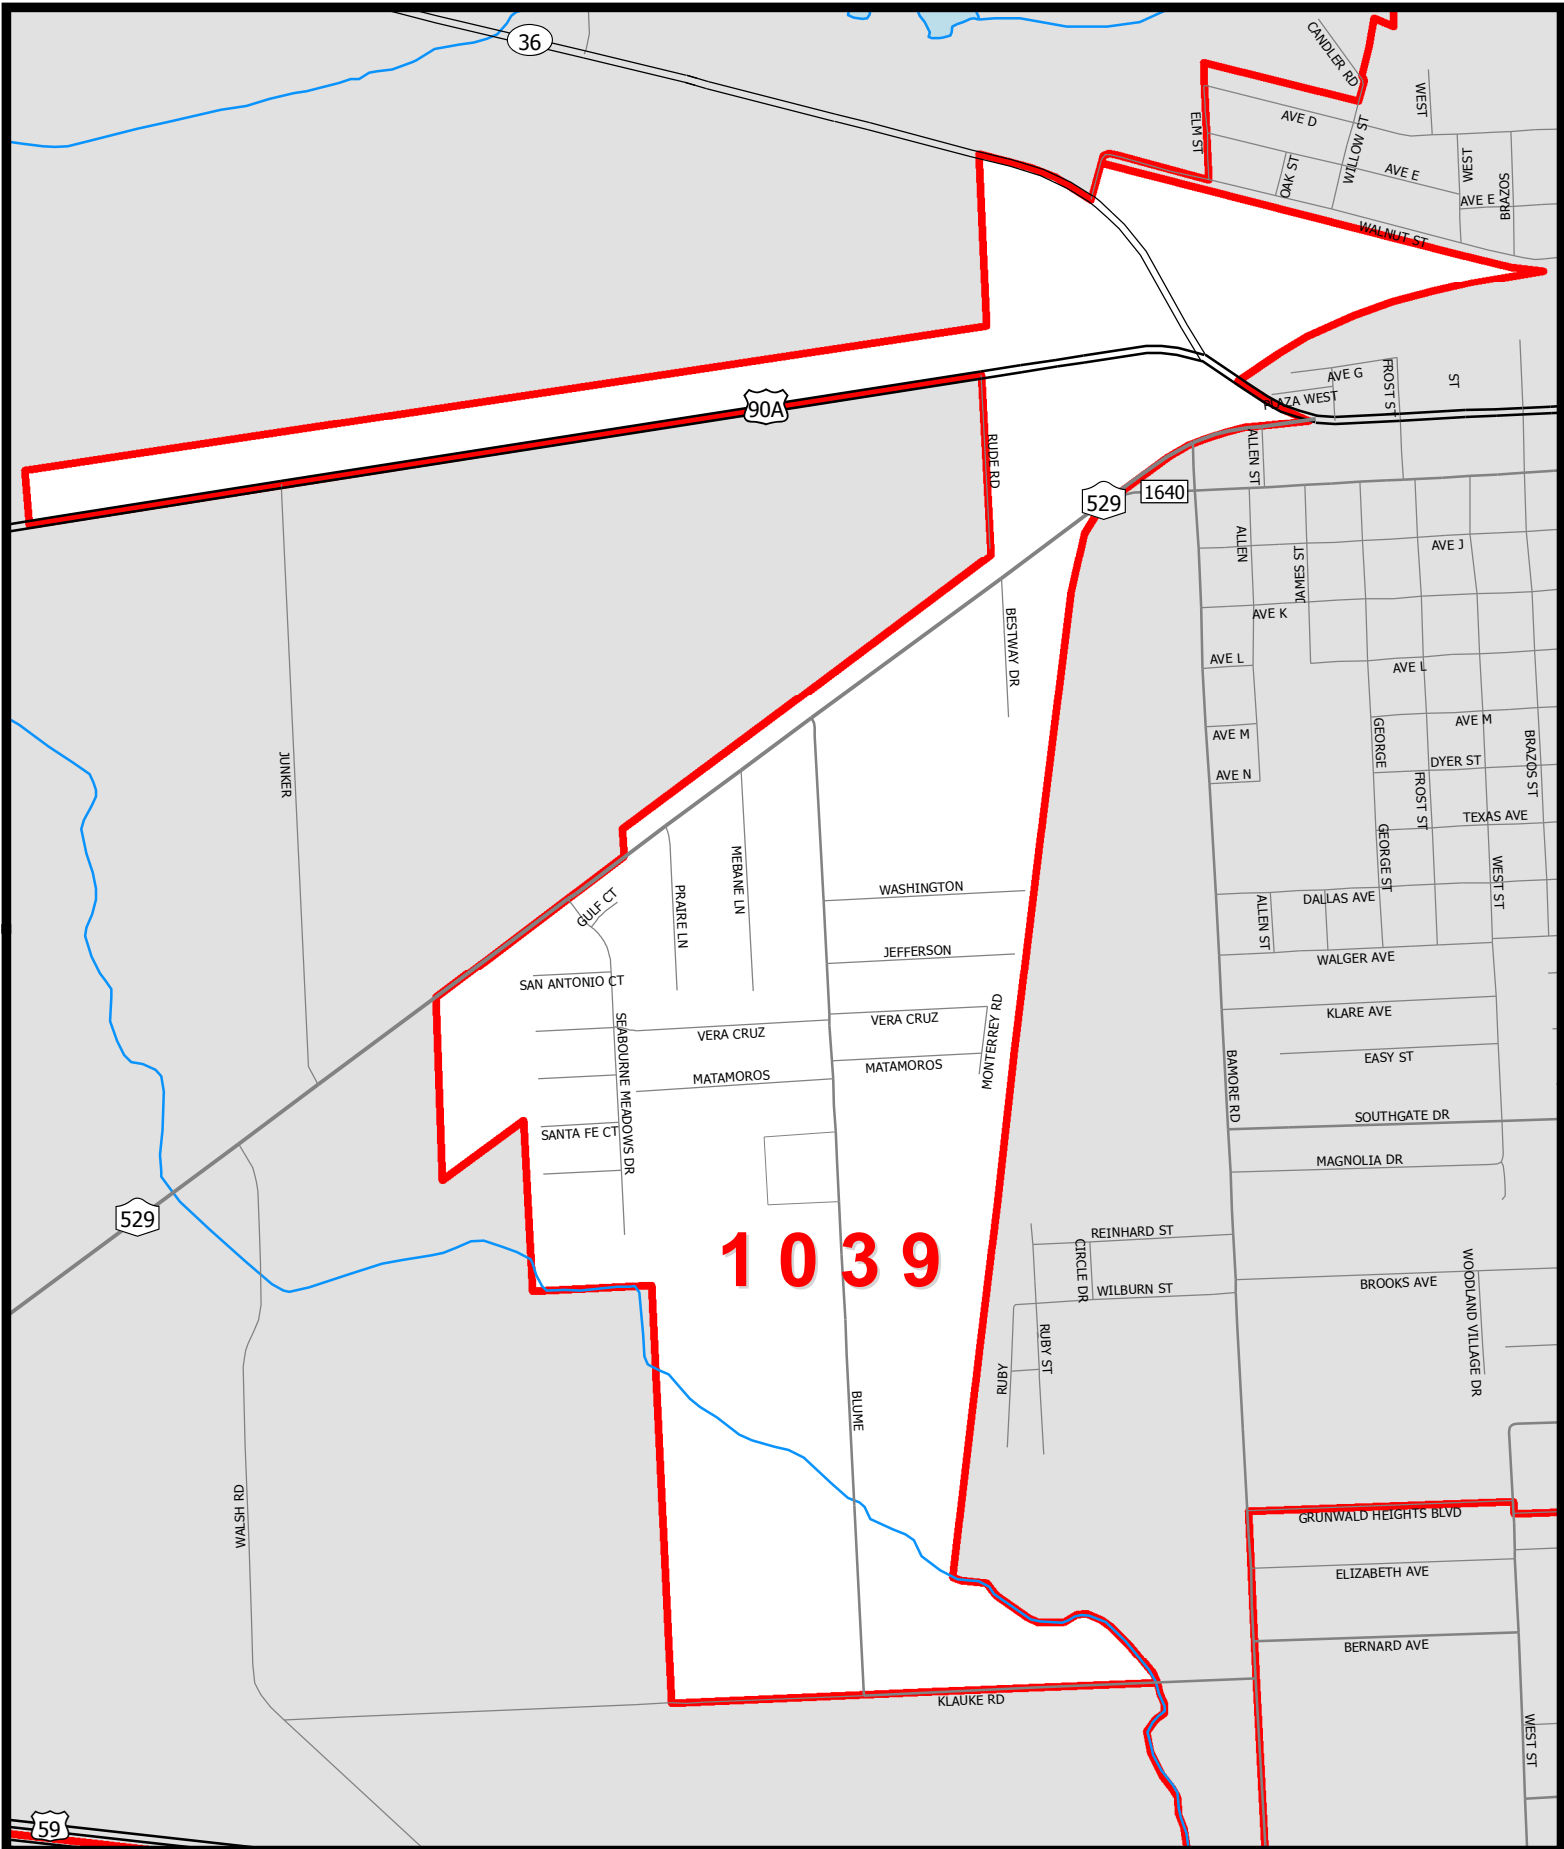 36
CANDLER RD
WEST
AVE D
ELM ST
WILLOW ST
WEST
OAK ST
AVE E
BRAZOS
AVE E
WALNUT ST
AVE G
FROST ST
ST
PLAZA WEST
90A
RUDE RD
ALLEN ST
529
1640
ALLEN
AVE J
JAMES ST
AVE K
BESTWAY DR
AVE L
AVE L
AVE M
GEORGE
AVE M
BRAZOS ST
JUNKER
DYER ST
AVE N
FROST ST
TEXAS AVE
GEORGE ST
MEBANE LN
WEST ST
WASHINGTON
GULF CT
PRAIRE LN
DALLAS AVE
ALLEN ST
JEFFERSON
WALGER AVE
SAN ANTONIO CT
KLARE AVE
VERA CRUZ
VERA CRUZ
MONTERREY RD
SEABOURNE MEADOWS DR
EASY ST
MATAMOROS
MATAMOROS
BAMORE RD
SOUTHGATE DR
SANTA FE CT
MAGNOLIA DR
529
REINHARD ST
1039
CIRCLE DR
WILBURN ST
BROOKS AVE
WOODLAND VILLAGE DR
RUBY ST
RUBY
BLUME
WALSH RD
GRUNWALD HEIGHTS BLVD
ELIZABETH AVE
BERNARD AVE
KLAUKE RD
WEST ST
59